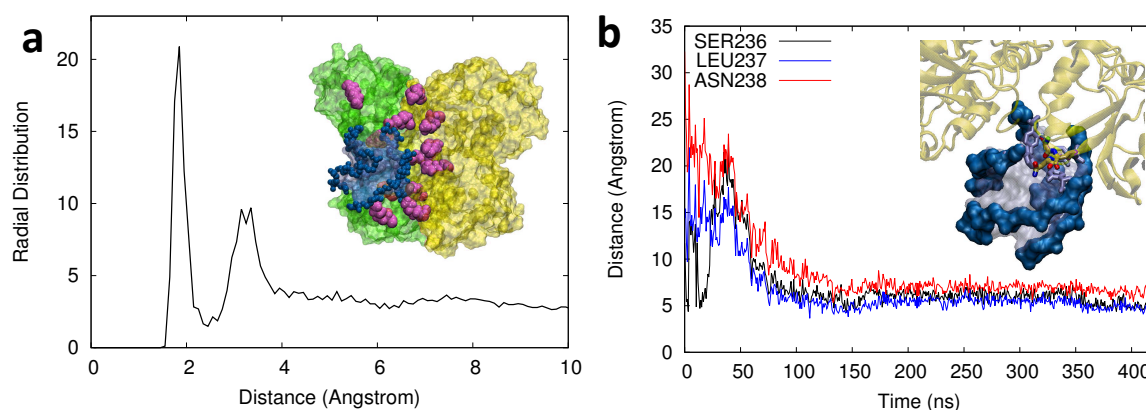 a
Radial Distribution
20
15
10
5
0
0 2 4 6 8 10
Distance (Angstrom)
b
Distance (Angstrom)
35
30
25
20
15
10
5
0
SER236
LEU237
ASN238
0 50 100 150 200 250 300 350 400
Time (ns)